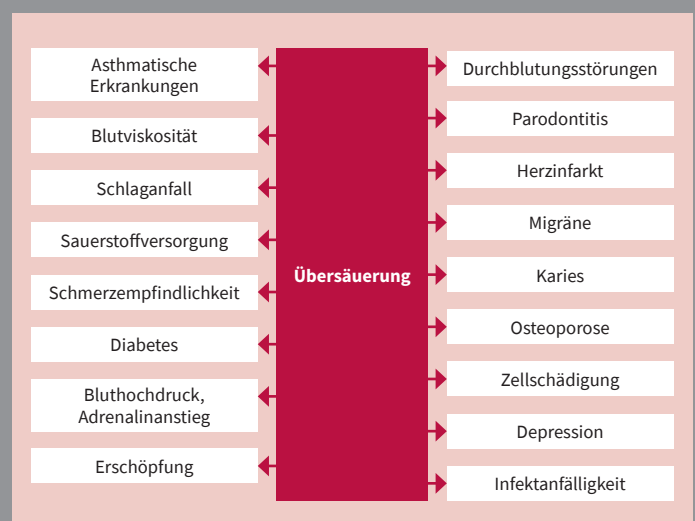 Asthmatische
Erkrankungen
Blutviskosität
Schlaganfall
Sauerstoffversorgung
Schmerzempfindlichkeit
Diabetes
Bluthochdruck,
Adrenalinanstieg
Erschöpfung
Übersäuerung
Durchblutungsstörungen
Parodontitis
Herzinfarkt
Migräne
Karies
Osteoporose
Zellschädigung
Depression
Infektanfälligkeit